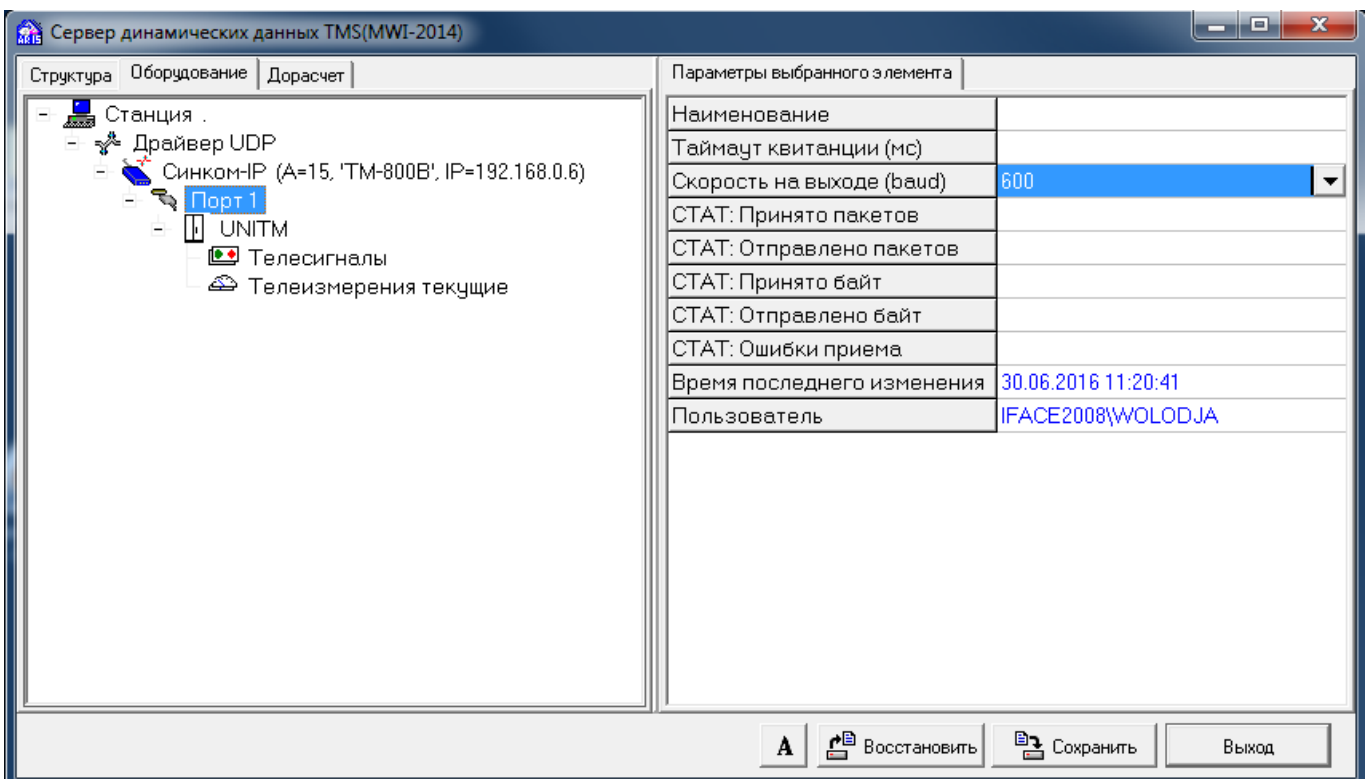 Сервер динамических данных TMS(MWI-2014)
Структура Оборудование Дорасчет
Станция .
Драйвер UDP
Синком-IP (A=15, 'ТМ-800В', IP=192.168.0.6)
Порт 1
UNITM
Телесигналы
Телеизмерения текущие
Параметры выбранного элемента
Наименование
Таймаут квитанции (мс)
Скорость на выходе (baud) 600
СТАТ: Принято пакетов
СТАТ: Отправлено пакетов
СТАТ: Принято байт
СТАТ: Отправлено байт
СТАТ: Ошибки приема
Время последнего изменения 30.06.2016 11:20:41
Пользователь IFACE2008\WOLODJA
A Восстановить Сохранить Выход